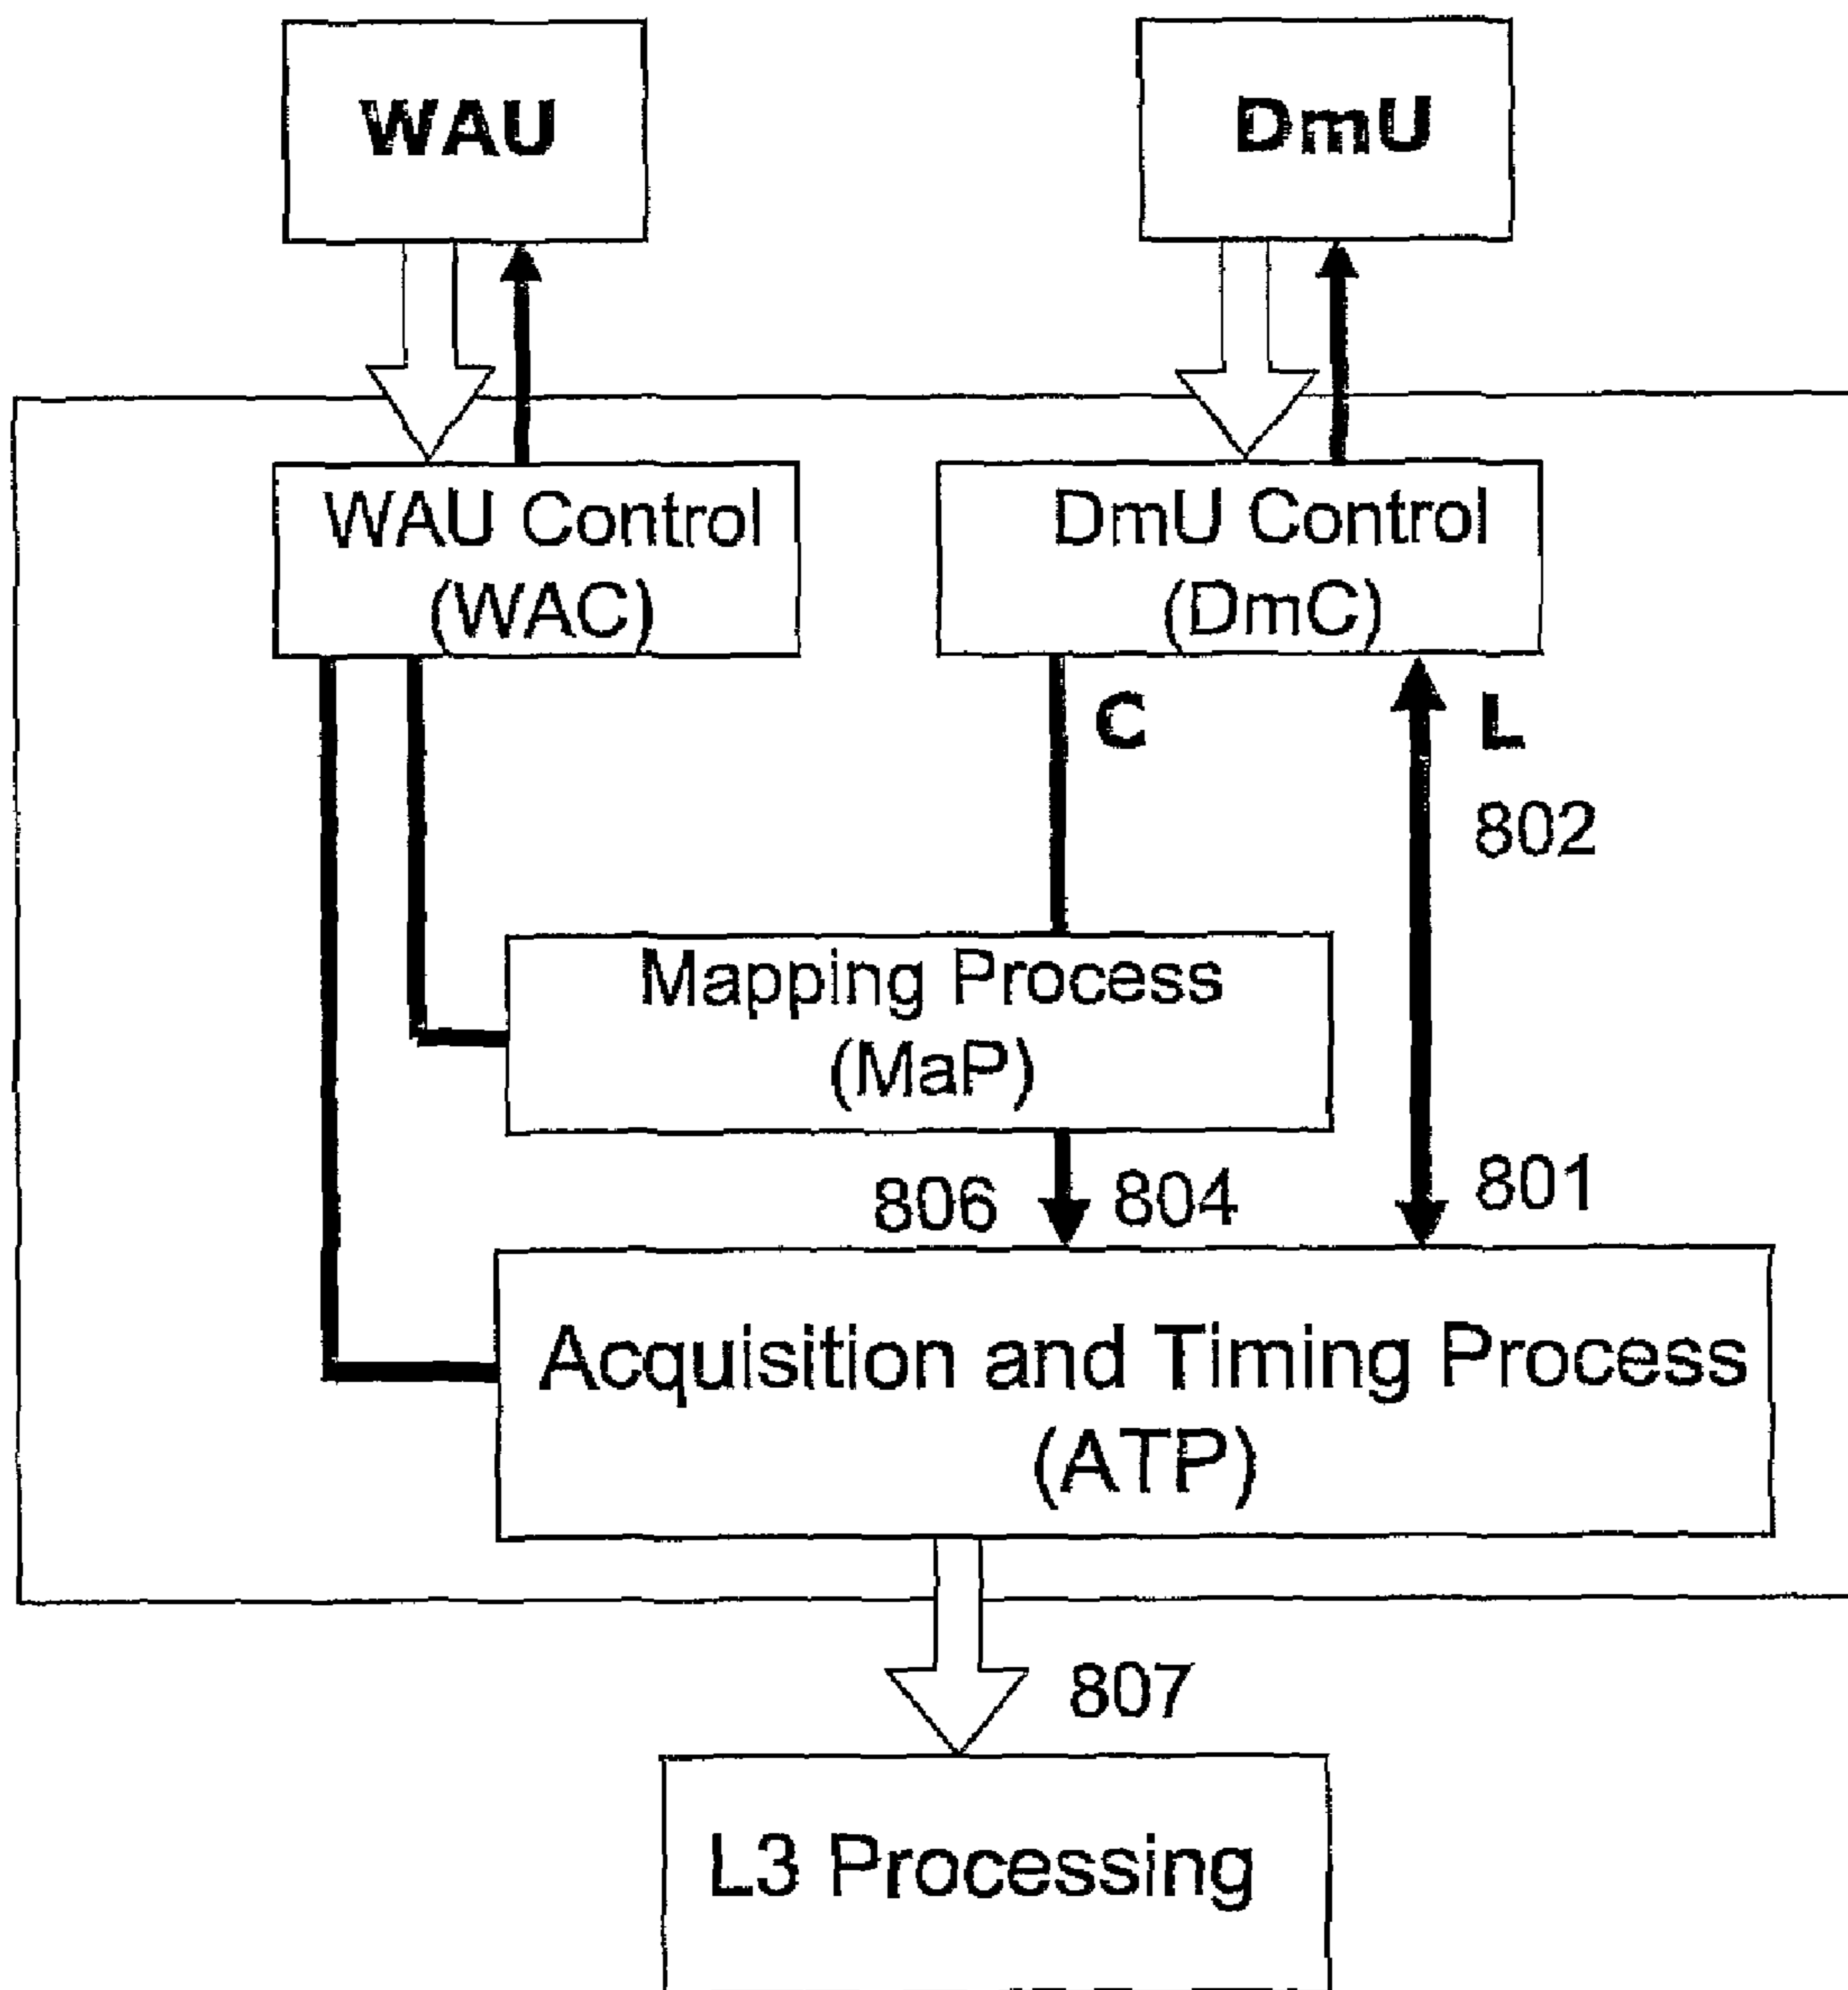 WAU
DmU
WAU Control
(WAC)
DmU Control
(DmC)
C
L
802
Mapping Process
(MaP)
806
804
801
Acquisition and Timing Process
(ATP)
807
L3 Processing